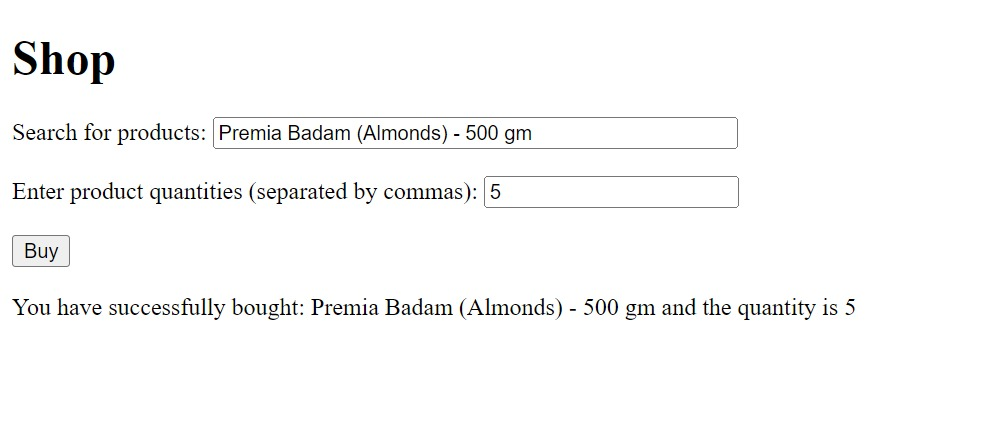 Shop
Search for products: Premia Badam (Almonds) - 500 gm
Enter product quantities (separated by commas): 5
Buy
You have successfully bought: Premia Badam (Almonds) - 500 gm and the quantity is 5